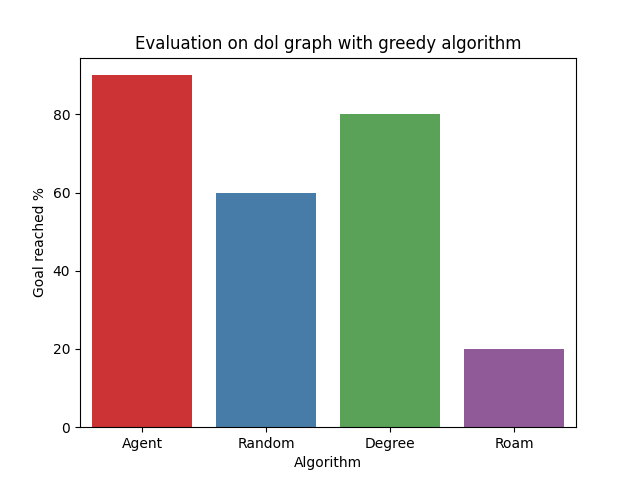 Evaluation on dol graph with greedy algorithm
Goal reached %
80
60
40
20
0
Agent Random Degree Roam
Algorithm